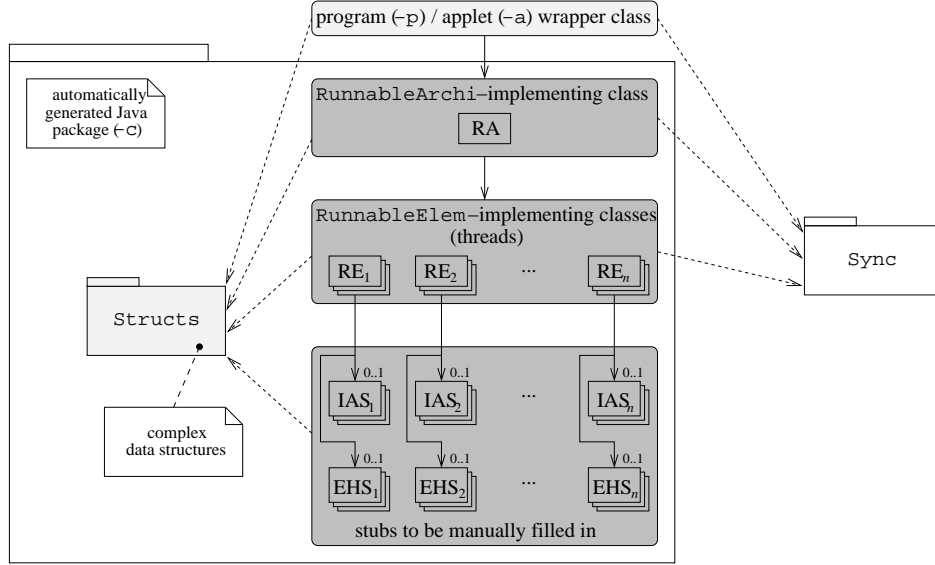 program (-p) / applet (-a) wrapper class
automatically
generated Java
package (-c)
RunnableArchi-implementing class
RA
RunnableElem-implementing classes
(threads)
RE1 RE2 ... REn
Sync
Structs
0..1 0..1 0..1
IAS1 IAS2 ... IASn
complex
data structures
0..1 0..1 0..1
EHS1 EHS2 ... EHSn
stubs to be manually filled in